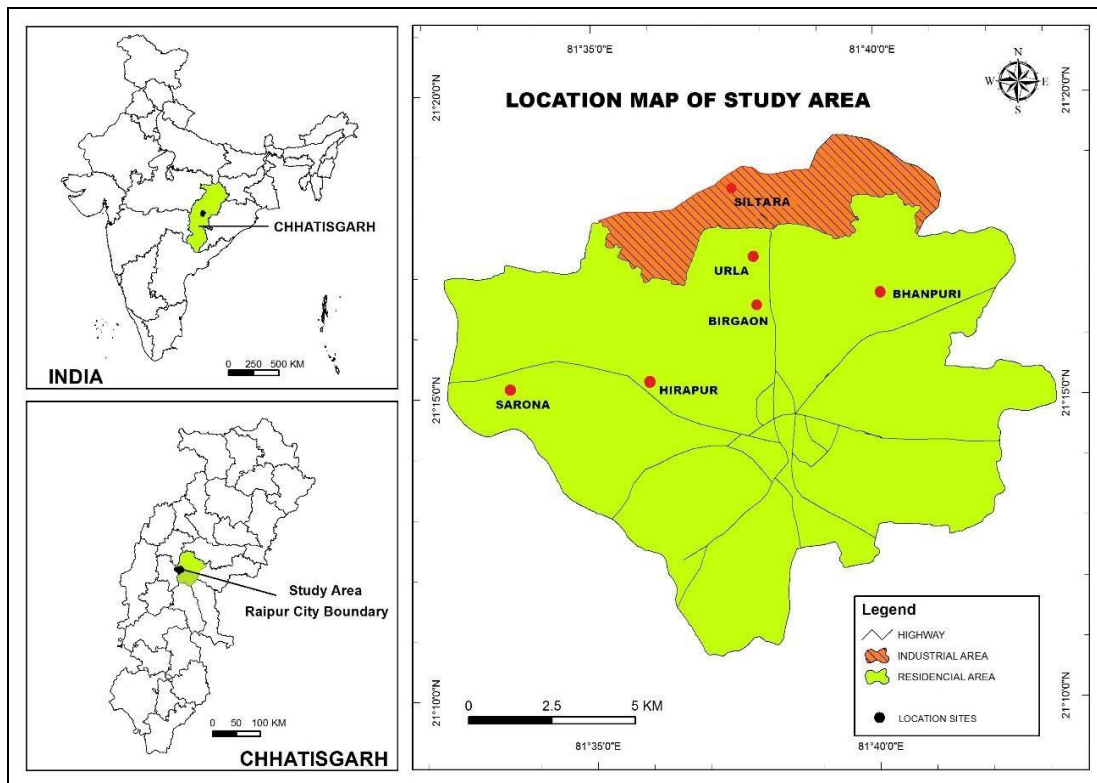 CHHATISGARH
0 250 500 KM
INDIA
Study Area
Raipur City Boundary
0 50 100 KM
CHHATISGARH
81°35'0"E
81°40'0"E
N
W
E
S
21°20'0"N
21°20'0"N
LOCATION MAP OF STUDY AREA
SILTARA
URLA
BHANPURI
BIRGAON
HIRAPUR
SARONA
21°15'0"N
21°15'0"N
Legend
HIGHWAY
INDUSTRIAL AREA
RESIDENCIAL AREA
LOCATION SITES
21°10'0"N
21°10'0"N
0 2.5 5 KM
81°35'0"E
81°40'0"E